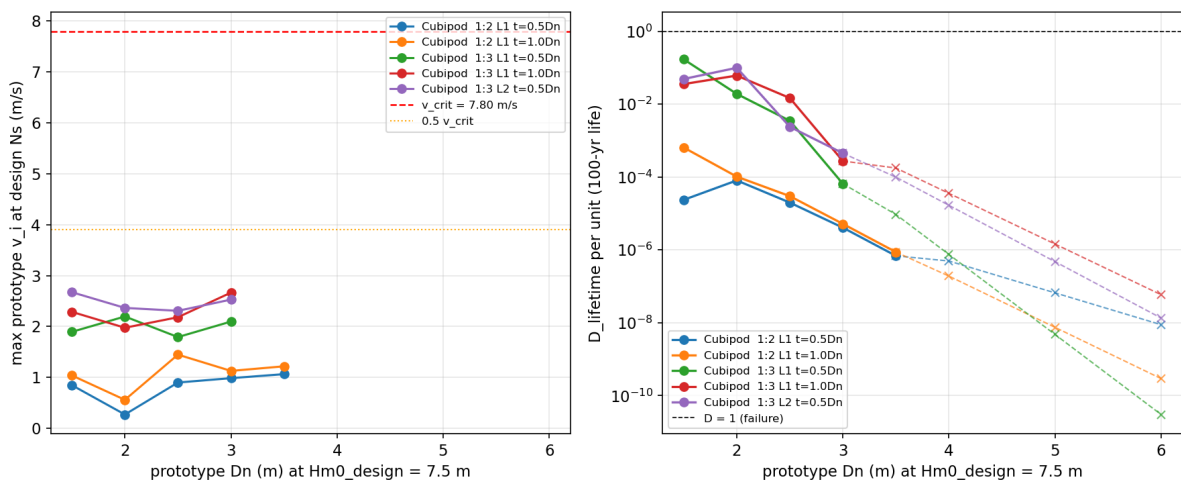 8
7
6
5
4
3
2
1
0
max prototype v_i at design Ns (m/s)
Cubipod 1:2 L1 t=0.5Dn
Cubipod 1:2 L1 t=1.0Dn
Cubipod 1:3 L1 t=0.5Dn
Cubipod 1:3 L1 t=1.0Dn
Cubipod 1:3 L2 t=0.5Dn
v_crit = 7.80 m/s
0.5 v_crit
2 3 4 5 6
prototype Dn (m) at Hm0_design = 7.5 m
10⁰
10⁻²
10⁻⁴
10⁻⁶
10⁻⁸
10⁻¹⁰
D_lifetime per unit (100-yr life)
Cubipod 1:2 L1 t=0.5Dn
Cubipod 1:2 L1 t=1.0Dn
Cubipod 1:3 L1 t=0.5Dn
Cubipod 1:3 L1 t=1.0Dn
Cubipod 1:3 L2 t=0.5Dn
D = 1 (failure)
2 3 4 5 6
prototype Dn (m) at Hm0_design = 7.5 m